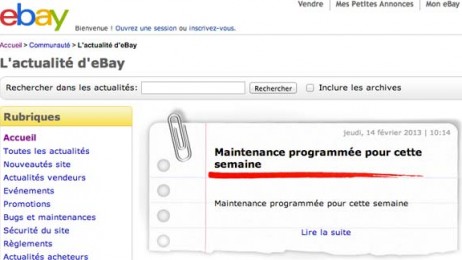 Vendre Mes Petites Annonces Mon eBay
ebay
Bienvenue ! Ouvrez une session ou inscrivez-vous.
Accueil > Communauté > L'actualité d'eBay
L'actualité d'eBay
Rechercher dans les actualités: Rechercher Inclure les archives
Rubriques
Accueil
Toutes les actualités
Nouveautés site
Actualités vendeurs
Evénements
Promotions
Bugs et maintenances
Sécurité du site
Règlements
Actualités acheteurs
jeudi, 14 février 2013 | 10:14
Maintenance programmée pour cette
semaine
Maintenance programmée pour cette semaine
Lire la suite